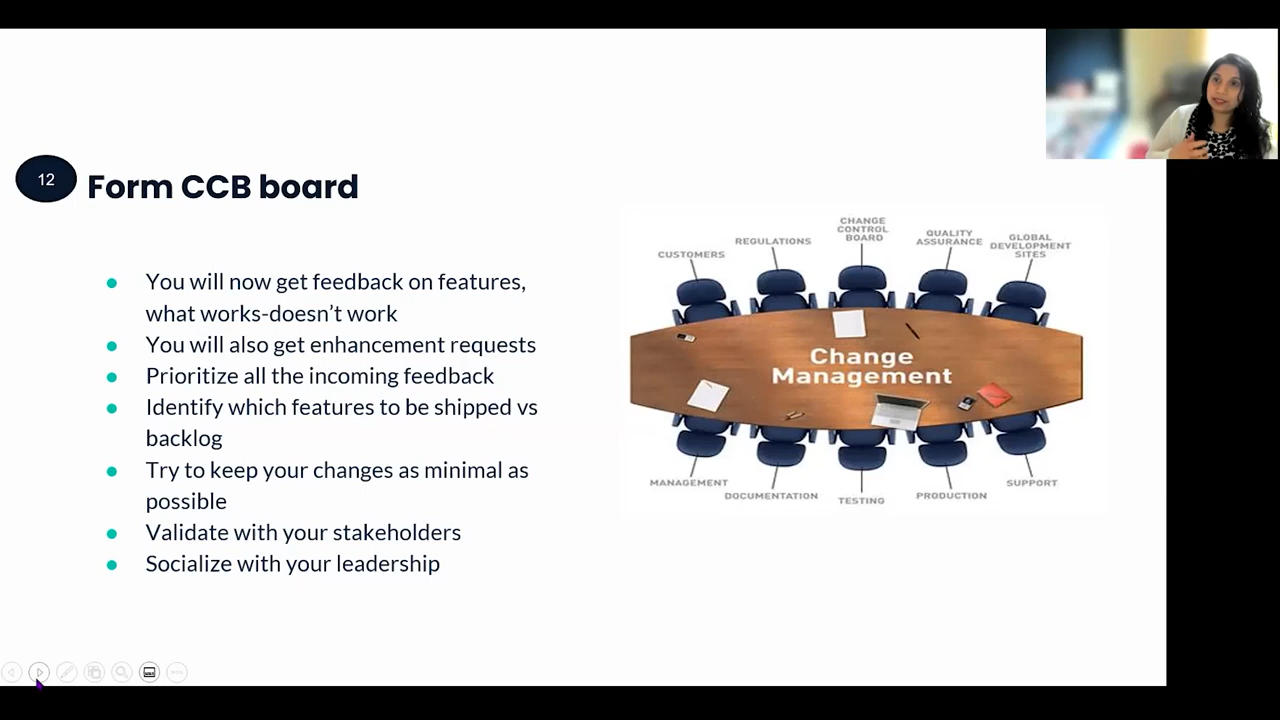 12
Form CCB board
You will now get feedback on features,
what works-doesn’t work
You will also get enhancement requests
Prioritize all the incoming feedback
Identify which features to be shipped vs
backlog
Try to keep your changes as minimal as
possible
Validate with your stakeholders
Socialize with your leadership
CUSTOMERS
REGULATIONS
CHANGE
CONTROL
BOARD
QUALITY
ASSURANCE
GLOBAL
DEVELOPMENT
SITES
Change
Management
MANAGEMENT
DOCUMENTATION
TESTING
PRODUCTION
SUPPORT